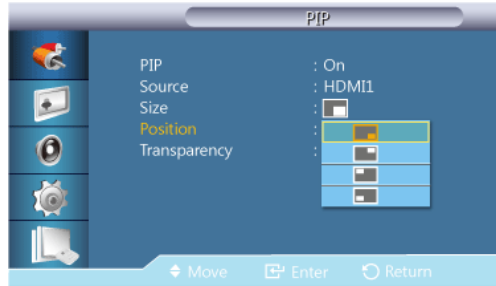 PIP
PIP : On
Source : HDMI1
Size :
Position :
Transparency :
Move Enter Return